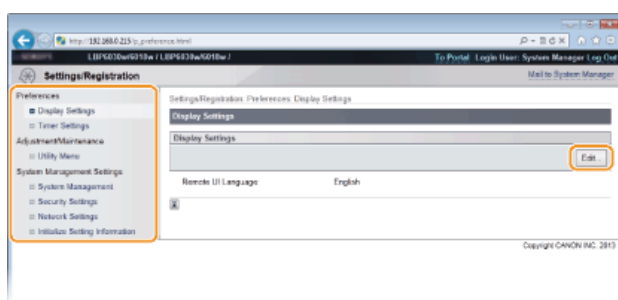 http://192.168.0.215/p_preference.html
LBP6030w/6018w / LBP6030w/6018w /
To Portal Login User: System Manager Log Out
Settings/Registration
Mail to System Manager
Preferences
Display Settings
Timer Settings
Adjustment/Maintenance
Utility Menu
System Management Settings
System Management
Security Settings
Network Settings
Initialize Setting Information
Settings/Registration: Preferences: Display Settings
Display Settings
Display Settings
Edit...
Remote UI Language: English
Copyright CANON INC. 2013